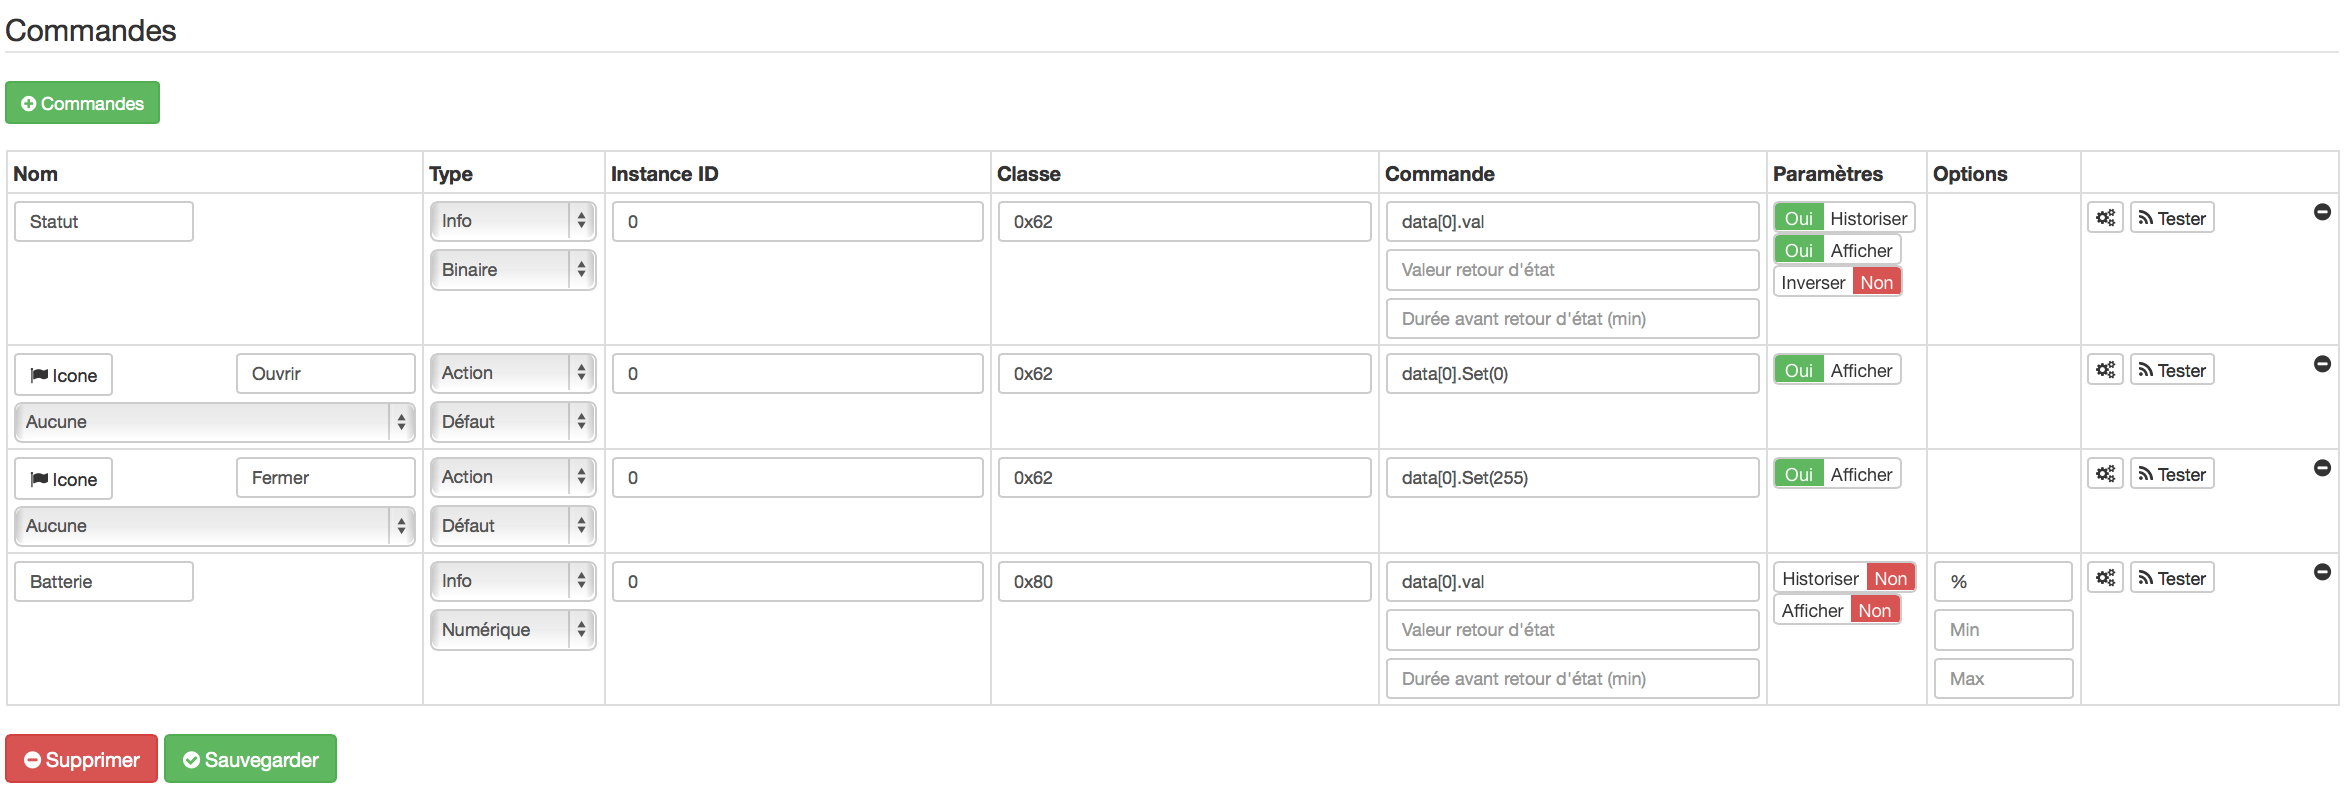 Commandes
Commandes
Nom Type Instance ID Classe Commande Paramètres Options
Statut Info 0 0x62 data[0].val Oui Historiser Tester
Oui Afficher
Binaire Valeur retour d'état
Inverser Non
Durée avant retour d'état (min)
Icone Ouvrir Action 0 0x62 data[0].Set(0) Oui Afficher Tester
Aucune Défaut
Icone Fermer Action 0 0x62 data[0].Set(255) Oui Afficher Tester
Aucune Défaut
Batterie Info 0 0x80 data[0].val Historiser Non % Tester
Afficher Non
Numérique Valeur retour d'état Min
Durée avant retour d'état (min) Max
Supprimer Sauvegarder